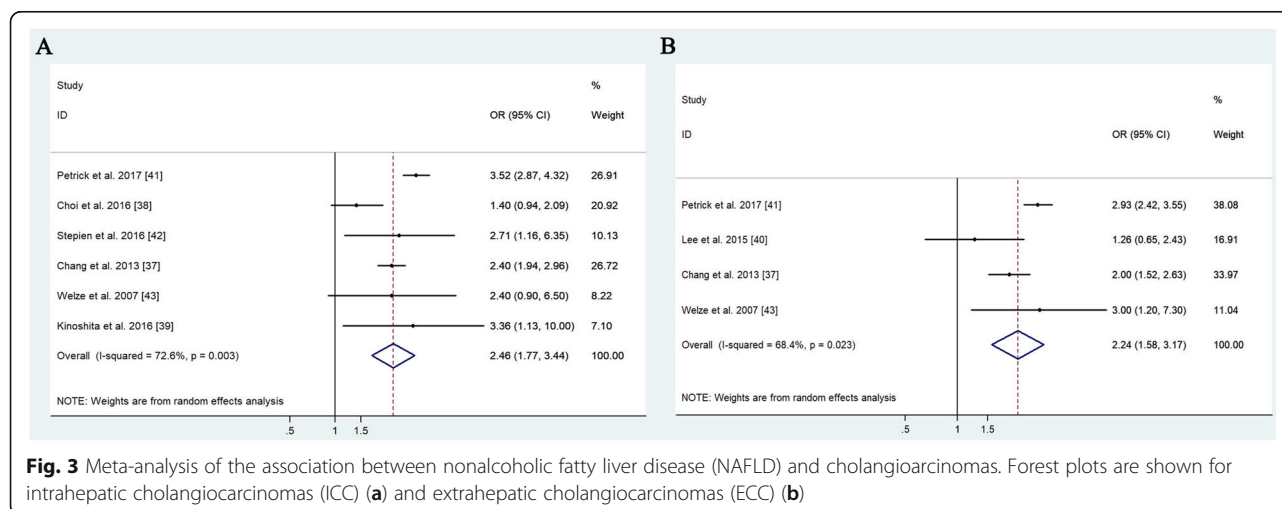 A
Study %
ID OR (95% CI) Weight
Petrick et al. 2017 [41] 3.52 (2.87, 4.32) 26.91
Choi et al. 2016 [38] 1.40 (0.94, 2.09) 20.92
Stepien et al. 2016 [42] 2.71 (1.16, 6.35) 10.13
Chang et al. 2013 [37] 2.40 (1.94, 2.96) 26.72
Welze et al. 2007 [43] 2.40 (0.90, 6.50) 8.22
Kinoshita et al. 2016 [39] 3.36 (1.13, 10.00) 7.10
Overall (I-squared = 72.6%, p = 0.003) 2.46 (1.77, 3.44) 100.00
NOTE: Weights are from random effects analysis
.5 1 1.5
B
Study %
ID OR (95% CI) Weight
Petrick et al. 2017 [41] 2.93 (2.42, 3.55) 38.08
Lee et al. 2015 [40] 1.26 (0.65, 2.43) 16.91
Chang et al. 2013 [37] 2.00 (1.52, 2.63) 33.97
Welze et al. 2007 [43] 3.00 (1.20, 7.30) 11.04
Overall (I-squared = 68.4%, p = 0.023) 2.24 (1.58, 3.17) 100.00
NOTE: Weights are from random effects analysis
.5 1 1.5
Fig. 3 Meta-analysis of the association between nonalcoholic fatty liver disease (NAFLD) and cholangioarcinomas. Forest plots are shown for
intrahepatic cholangiocarcinomas (ICC) (a) and extrahepatic cholangiocarcinomas (ECC) (b)